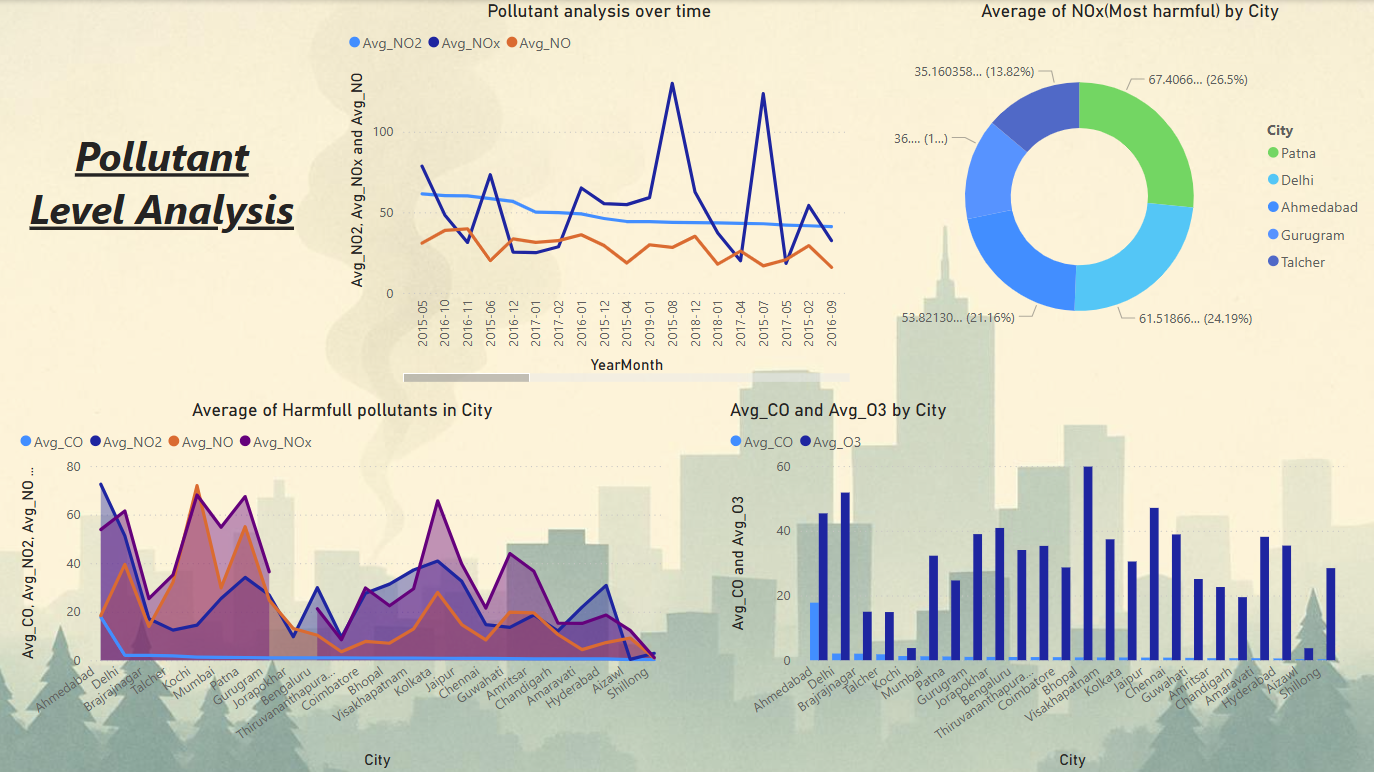 Pollutant
Level Analysis
Pollutant analysis over time
Avg_NO2 Avg_NOx Avg_NO
Avg_NO2, Avg_NOx and Avg_NO
100
50
0
2015-05
2016-10
2016-11
2015-06
2016-12
2017-01
2017-02
2016-01
2015-12
2015-04
2019-01
2015-08
2018-12
2018-01
2017-04
2015-07
2017-05
2015-02
2016-09
YearMonth
Average of NOx(Most harmful) by City
35.160358... (13.82%)
67.4066... (26.5%)
36.... (1...)
53.82130... (21.16%)
61.51866... (24.19%)
City
Patna
Delhi
Ahmedabad
Gurugram
Talcher
Average of Harmfull pollutants in City
Avg_CO Avg_NO2 Avg_NO Avg_NOx
Avg_CO, Avg_NO2, Avg_NO ...
80
60
40
20
0
Ahmedabad
Delhi
Brajrajnagar
Talcher
Kochi
Mumbai
Patna
Gurugram
Jorapokhar
Bengaluru
Thiruvananthapura...
Coimbatore
Bhopal
Visakhapatnam
Kolkata
Jaipur
Chennai
Guwahati
Amritsar
Chandigarh
Amaravati
Hyderabad
Aizawl
Shillong
City
Avg_CO and Avg_O3 by City
Avg_CO Avg_O3
Avg_CO and Avg_O3
60
40
20
0
Ahmedabad
Delhi
Brajrajnagar
Talcher
Kochi
Mumbai
Patna
Gurugram
Jorapokhar
Bengaluru
Thiruvananthapura...
Coimbatore
Bhopal
Visakhapatnam
Kolkata
Jaipur
Chennai
Guwahati
Amritsar
Chandigarh
Amaravati
Hyderabad
Aizawl
Shillong
City